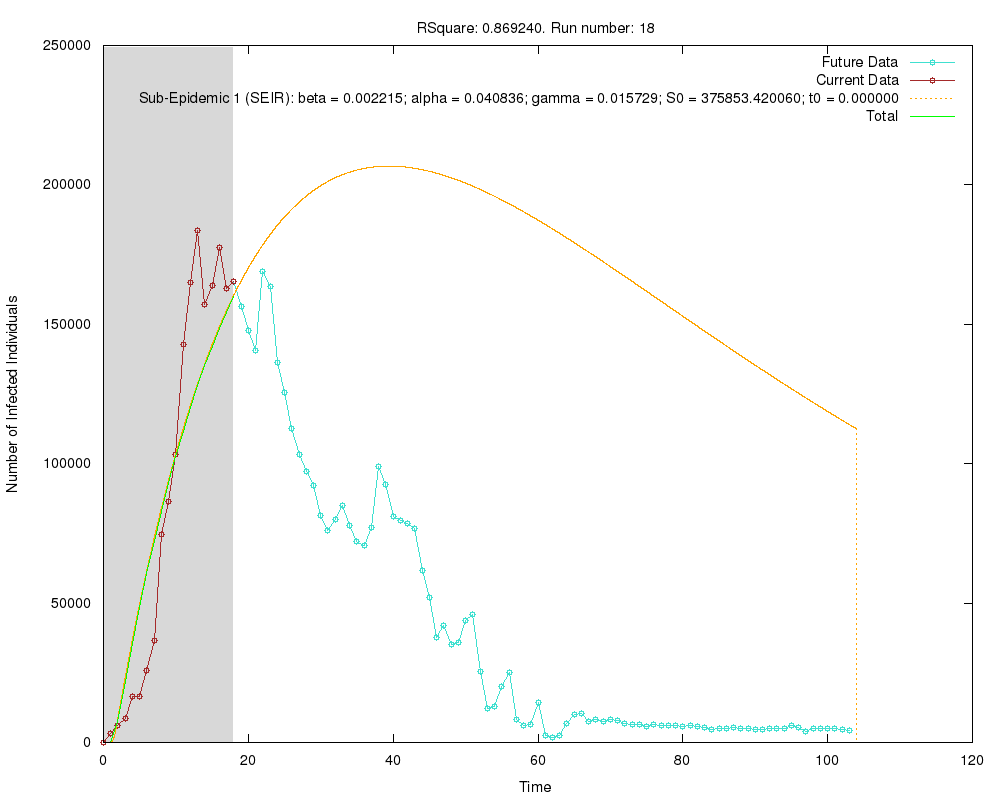 RSquare: 0.869240. Run number: 18
250000
200000
150000
100000
50000
0
Number of Infected Individuals
Future Data
Current Data
Sub-Epidemic 1 (SEIR): beta = 0.002215; alpha = 0.040836; gamma = 0.015729; S0 = 375853.420060; t0 = 0.000000
Total
0 20 40 60 80 100 120
Time